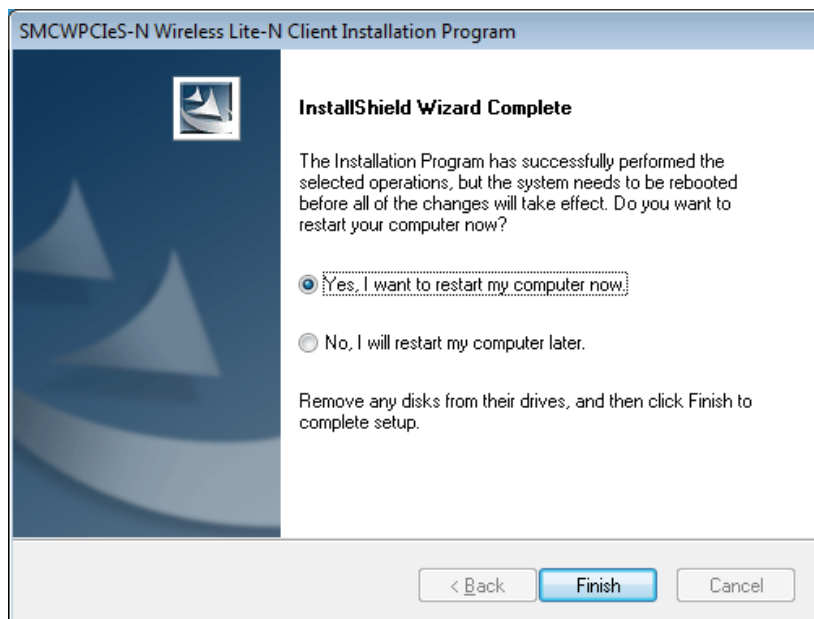 SMCWPCIeS-N Wireless Lite-N Client Installation Program
InstallShield Wizard Complete
The Installation Program has successfully performed the
selected operations, but the system needs to be rebooted
before all of the changes will take effect. Do you want to
restart your computer now?
Yes, I want to restart my computer now.
No, I will restart my computer later.
Remove any disks from their drives, and then click Finish to
complete setup.
< Back Finish Cancel